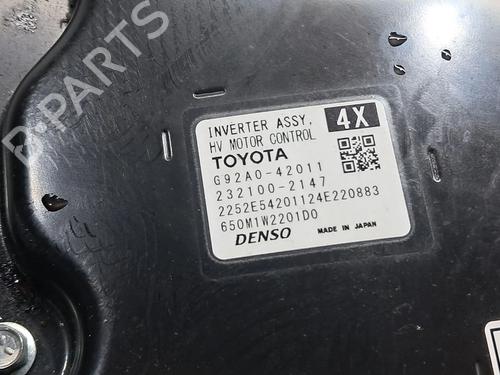 INVERTER ASSY, 4X
HV MOTOR CONTROL
TOYOTA
G92A0-42011
232100-2147
2252E54201124E220883
650M1W2201D0
DENSO MADE IN JAPAN
B-PARTS